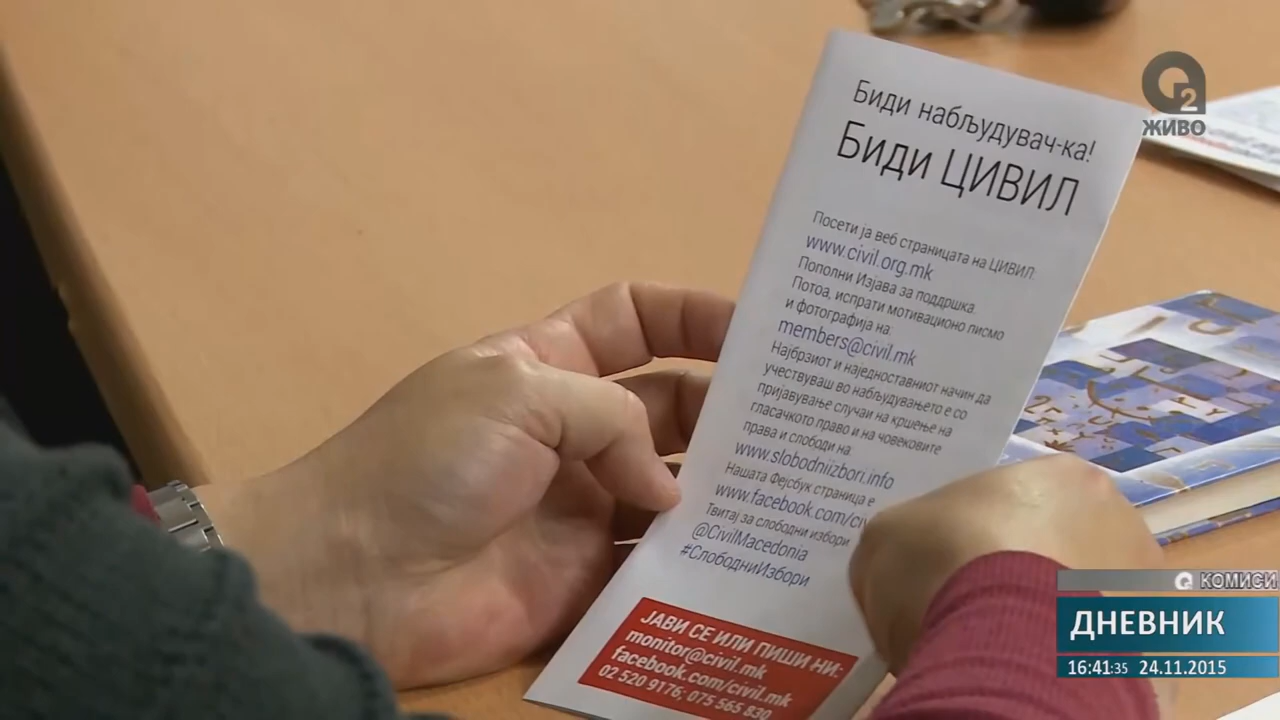 Биди набљудувач-ка!
Биди ЦИВИЛ
Посети ја веб страницата на ЦИВИЛ:
www.civil.org.mk
Пополни Изјава за поддршка.
Потоа, испрати мотивационо писмо
и фотографија на:
members@civil.mk
Најбрзиот и наједноставниот начин да
учествуваш во набљудувањето е со
пријавување случаи на кршење на
гласачкото право и на човековите
права и слободи на
www.slobodniizbori.info
Нашата Фејсбук страница е
www.facebook.com/civ
Твитај за слободни избори
@CivilMacedonia
#СлободниИзбори
ЈАВИ СЕ ИЛИ ПИШИ НИ:
monitor@civil.mk
facebook.com/civil.mk
02 520 9176; 075 565 830
2
ЖИВО
КОМИСИ
ДНЕВНИК
16:41:35 24.11.2015